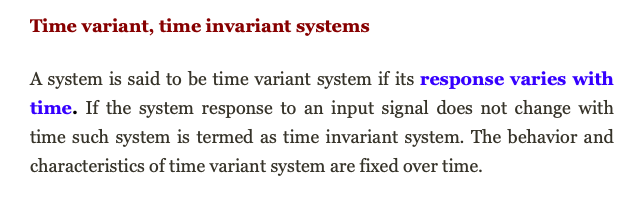 Time variant, time invariant systems
A system is said to be time variant system if its response varies with
time. If the system response to an input signal does not change with
time such system is termed as time invariant system. The behavior and
characteristics of time variant system are fixed over time.